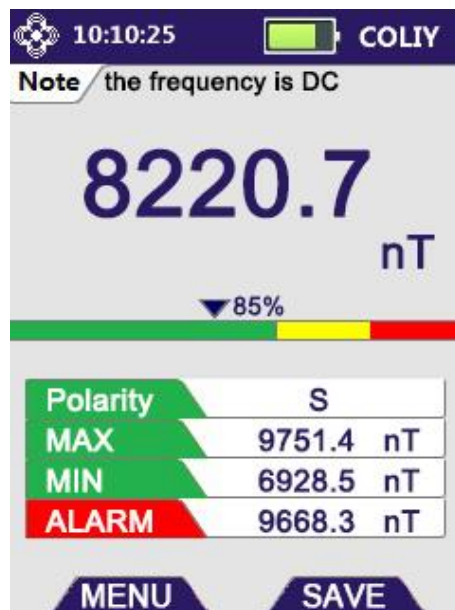 10:10:25 COLIY
Note the frequency is DC
8220.7
nT
85%
Polarity S
MAX 9751.4 nT
MIN 6928.5 nT
ALARM 9668.3 nT
MENU SAVE